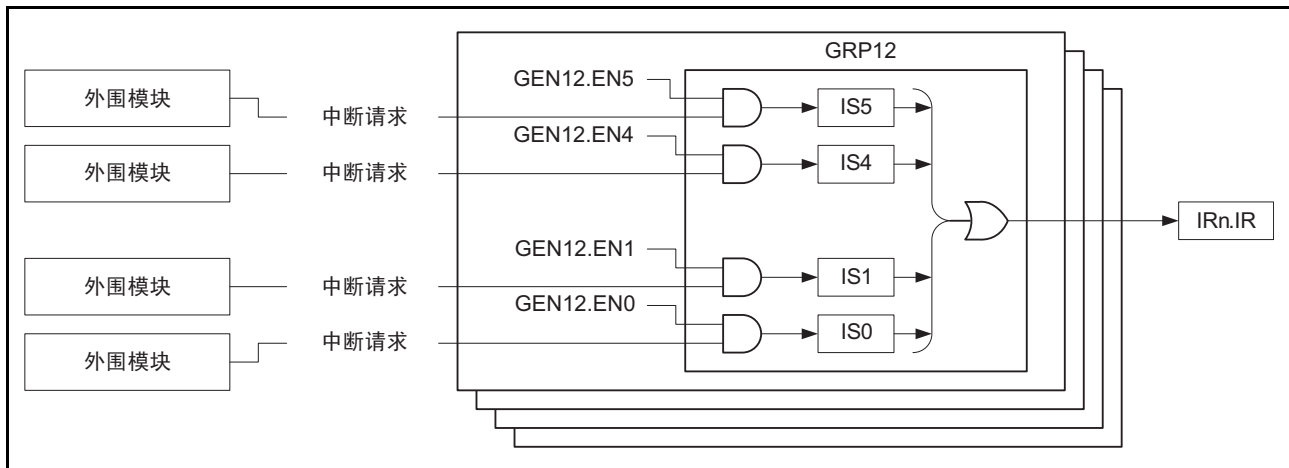 GRP12
外围模块
中断请求
GEN12.EN5
IS5
外围模块
中断请求
GEN12.EN4
IS4
IRn.IR
外围模块
中断请求
GEN12.EN1
IS1
外围模块
中断请求
GEN12.EN0
IS0